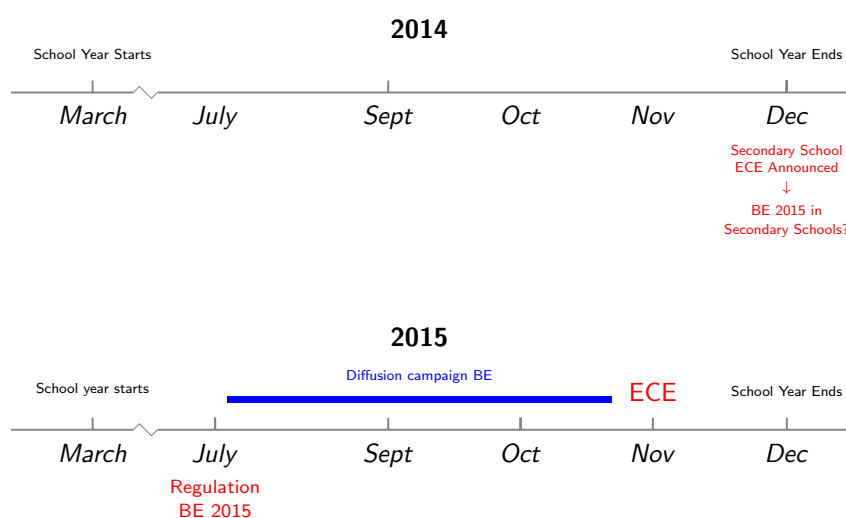 2014
School Year Starts
School Year Ends
March
July
Sept
Oct
Nov
Dec
Secondary School
ECE Announced
↓
BE 2015 in
Secondary Schools?
2015
Diffusion campaign BE
School year starts
ECE
School Year Ends
March
July
Sept
Oct
Nov
Dec
Regulation
BE 2015